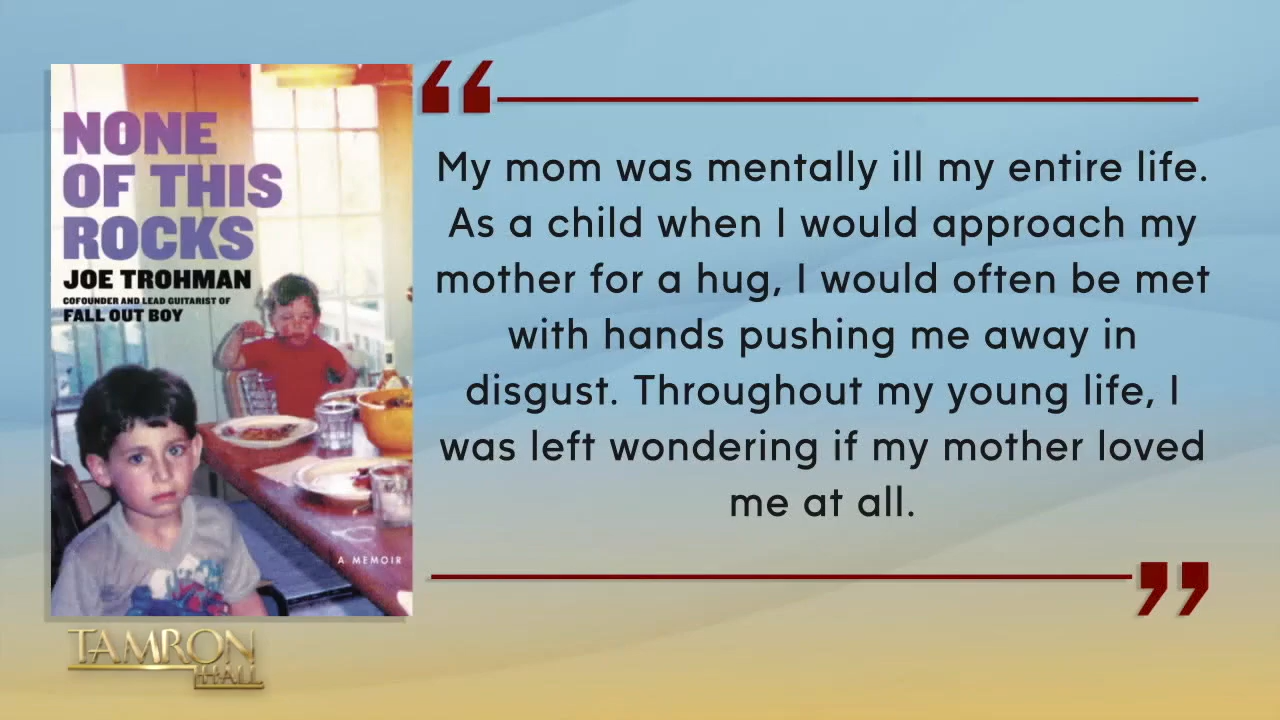 NONE
OF THIS
ROCKS
JOE TROHMAN
COFOUNDER AND LEAD GUITARIST OF
FALL OUT BOY
A MEMOIR
“
My mom was mentally ill my entire life.
As a child when I would approach my
mother for a hug, I would often be met
with hands pushing me away in
disgust. Throughout my young life, I
was left wondering if my mother loved
me at all.
”
TAMRON
HALL